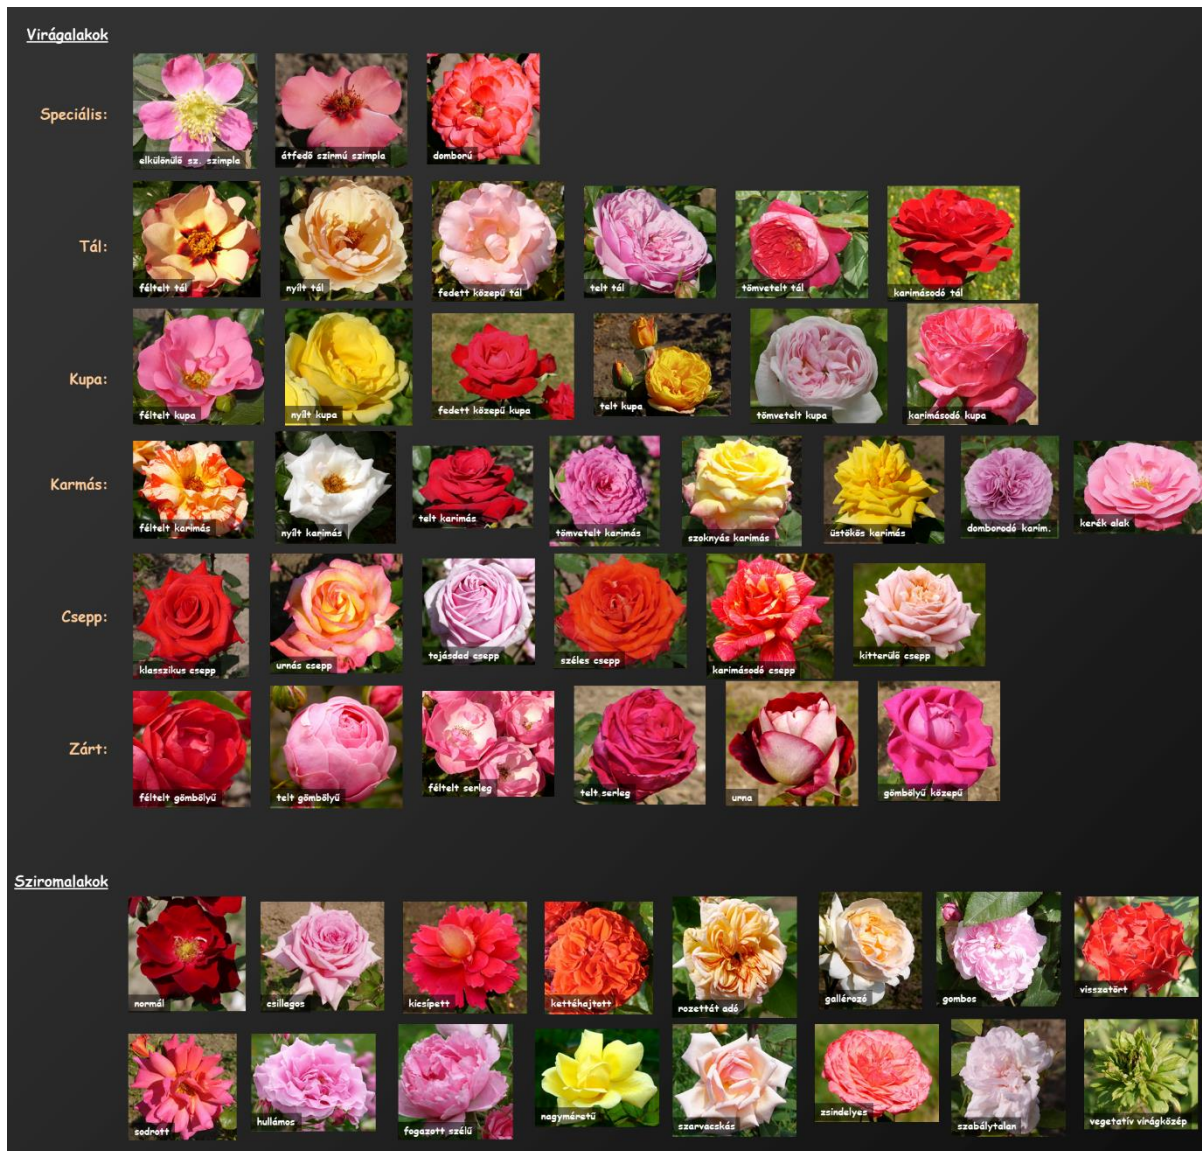 Virágalakok
Speciális:
elkülönülő sz. szimpla
átfedő szirmú szimpla
domború
Tál:
féltelt tál
nyílt tál
fedett közepű tál
telt tál
tömvetelt tál
karimásodó tál
Kupa:
féltelt kupa
nyílt kupa
fedett közepű kupa
telt kupa
tömvetelt kupa
karimásodó kupa
Karmás:
féltelt karimás
nyílt karimás
telt karimás
tömvetelt karimás
szoknyás karimás
üstökös karimás
domborodó karim.
kerék alak
Csepp:
klasszikus csepp
urnás csepp
tojásdad csepp
széles csepp
karimásodó csepp
kitterülő csepp
Zárt:
féltelt gömbölyű
telt gömbölyű
féltelt serleg
telt serleg
urna
gömbölyű közepű
Sziromalakok
normál
csillagos
kicsípett
kettéhajtott
rozettát adó
gallérozó
gombos
visszatört
sodrott
hullámos
fogazott szélű
nagyméretű
szarvacskás
zsindelyes
szabálytalan
vegetatív virágközép